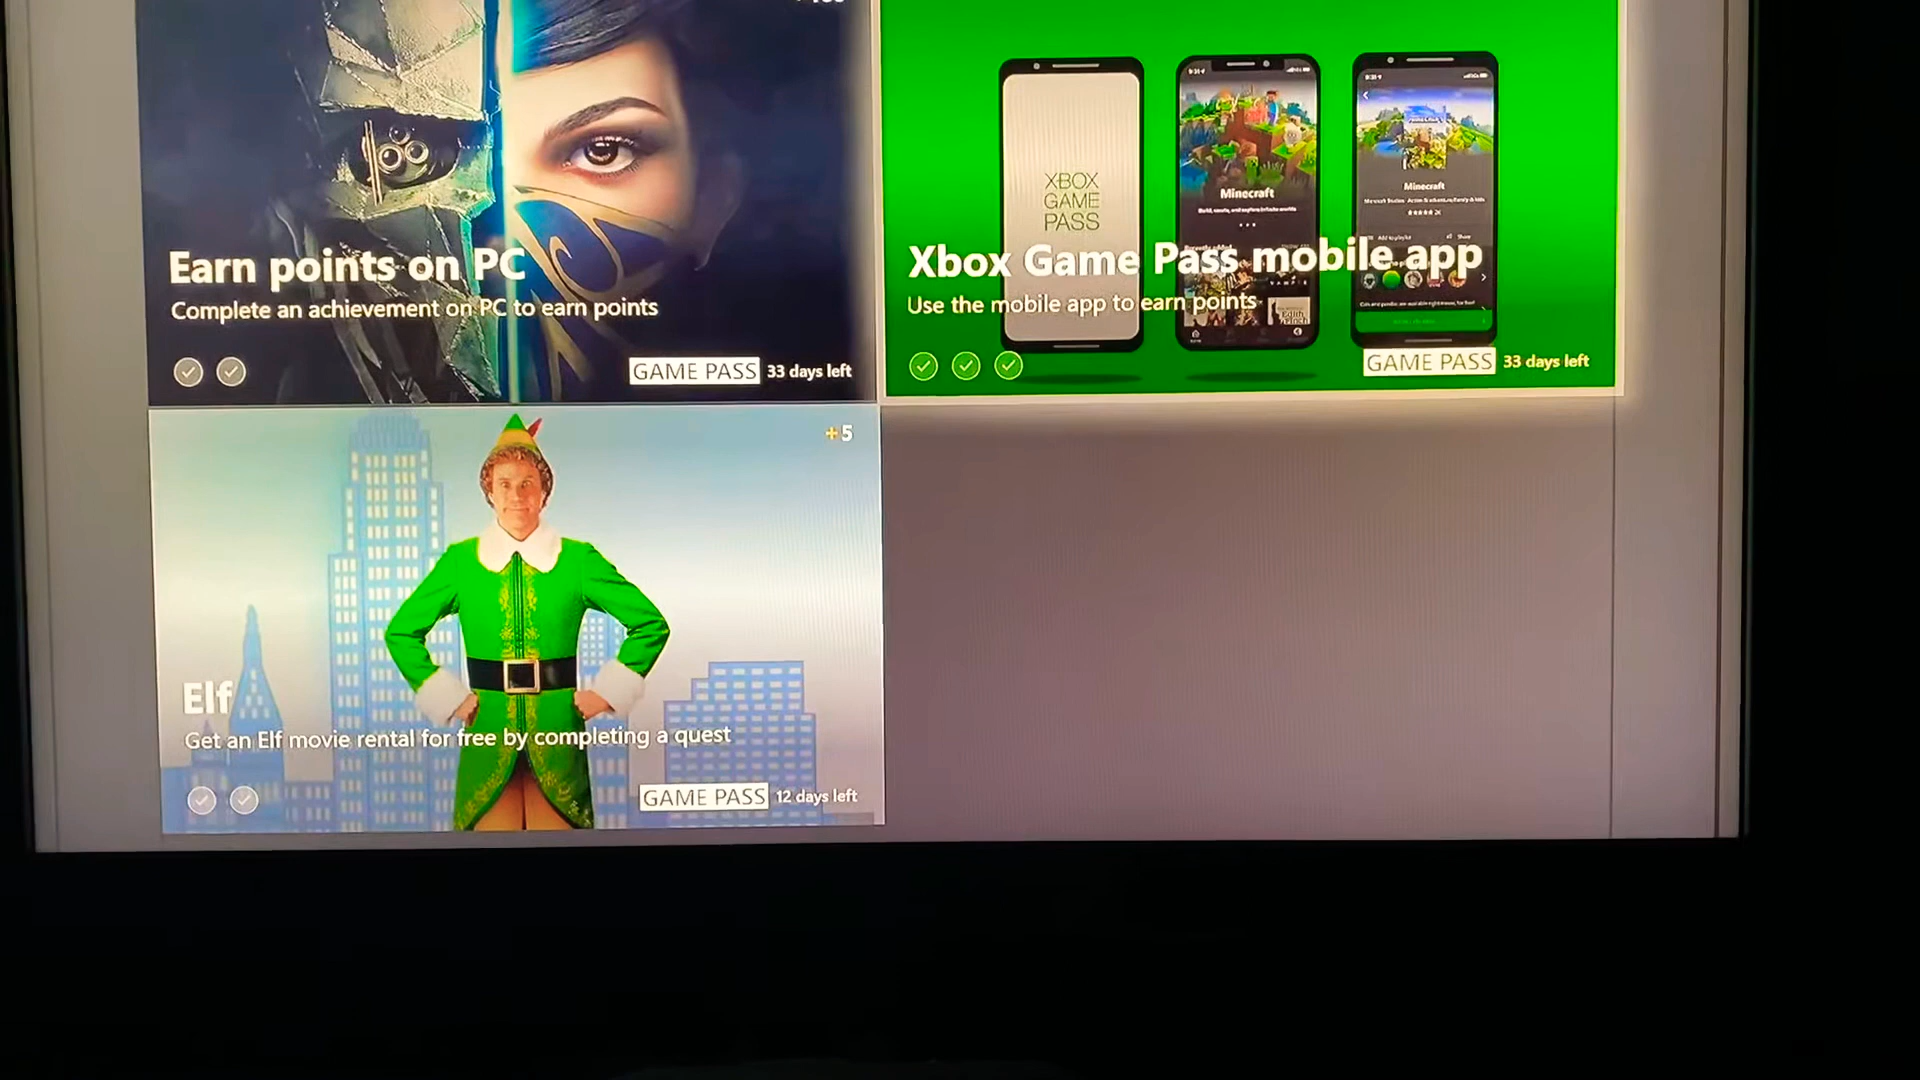 Earn points on PC
Complete an achievement on PC to earn points
GAME PASS 33 days left
XBOX
GAME
PASS
Minecraft
Minecraft
Xbox Game Pass mobile app
Use the mobile app to earn points
GAME PASS 33 days left
+5
Elf
Get an Elf movie rental for free by completing a quest
GAME PASS 12 days left